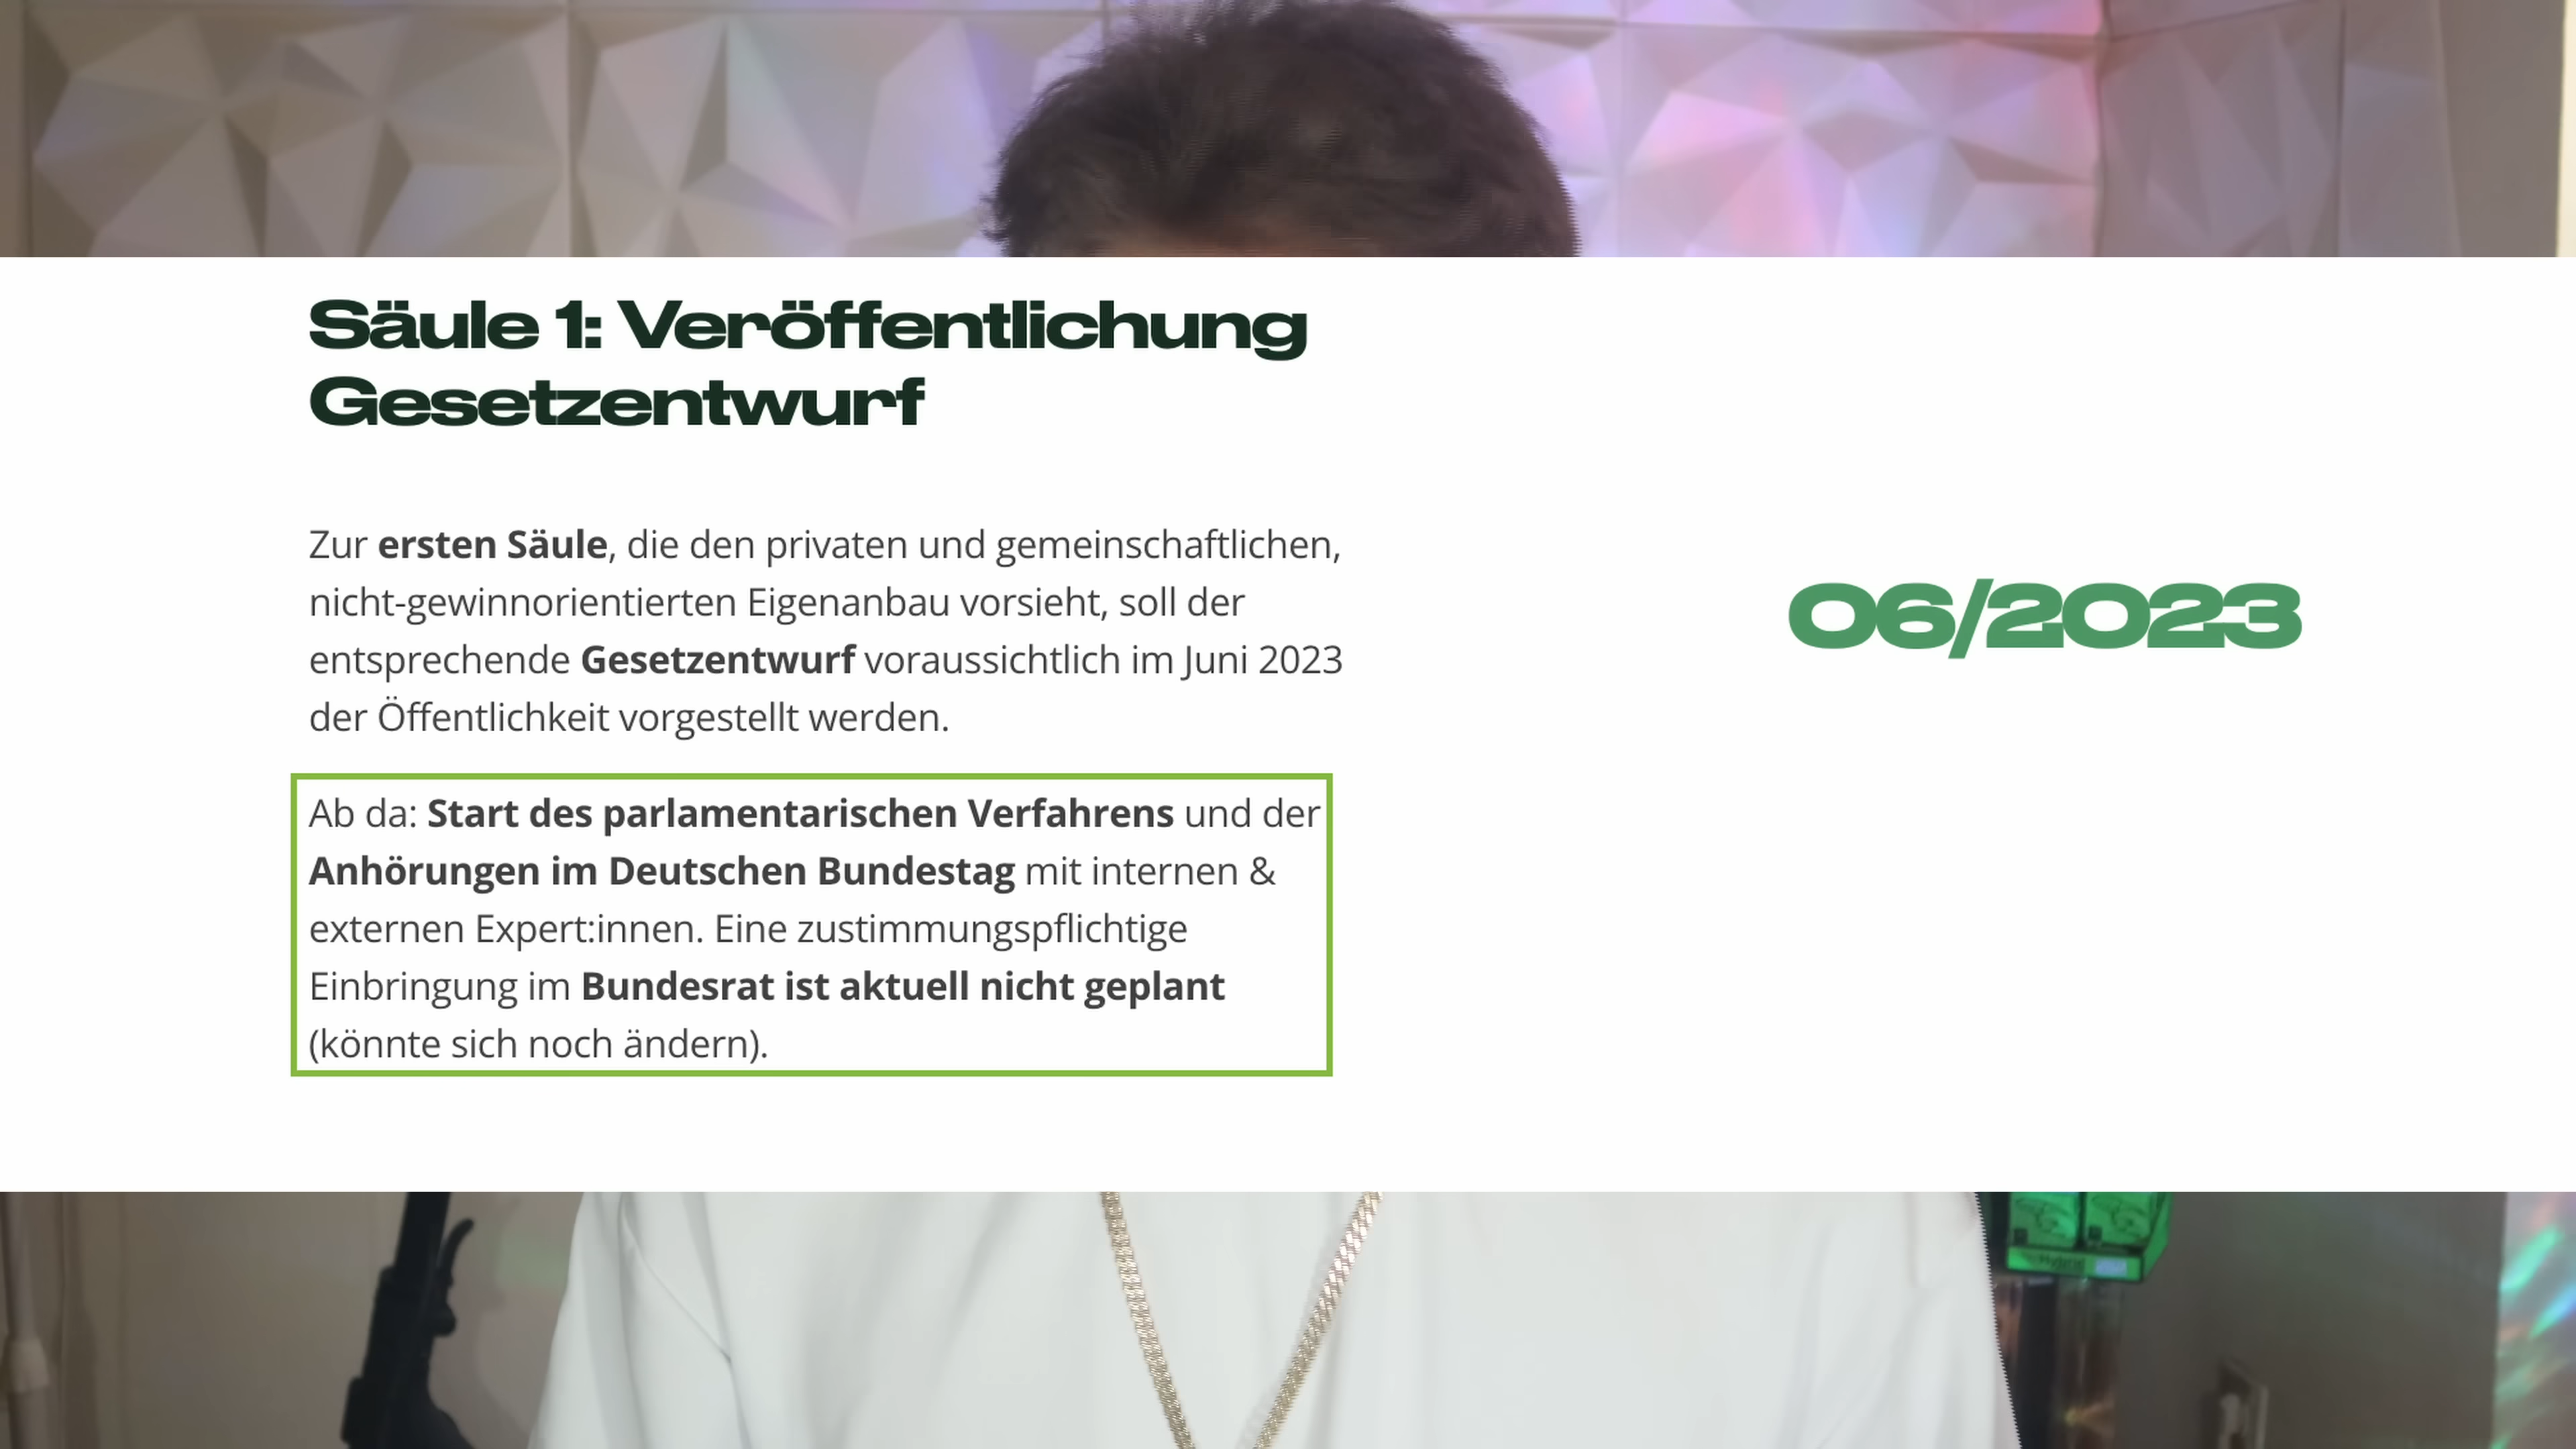 Säule 1: Veröffentlichung
Gesetzentwurf
Zur ersten Säule, die den privaten und gemeinschaftlichen,
nicht-gewinnorientierten Eigenanbau vorsieht, soll der
entsprechende Gesetzentwurf voraussichtlich im Juni 2023
der Öffentlichkeit vorgestellt werden.
06/2023
Ab da: Start des parlamentarischen Verfahrens und der
Anhörungen im Deutschen Bundestag mit internen &
externen Expert:innen. Eine zustimmungspflichtige
Einbringung im Bundesrat ist aktuell nicht geplant
(könnte sich noch ändern).